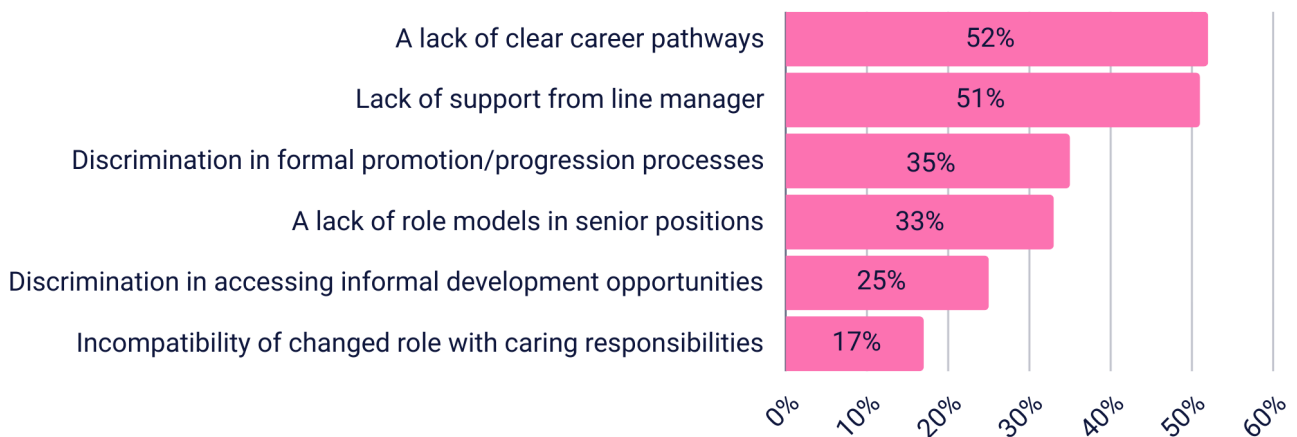 A lack of clear career pathways 52%
Lack of support from line manager 51%
Discrimination in formal promotion/progression processes 35%
A lack of role models in senior positions 33%
Discrimination in accessing informal development opportunities 25%
Incompatibility of changed role with caring responsibilities 17%
0% 10% 20% 30% 40% 50% 60%